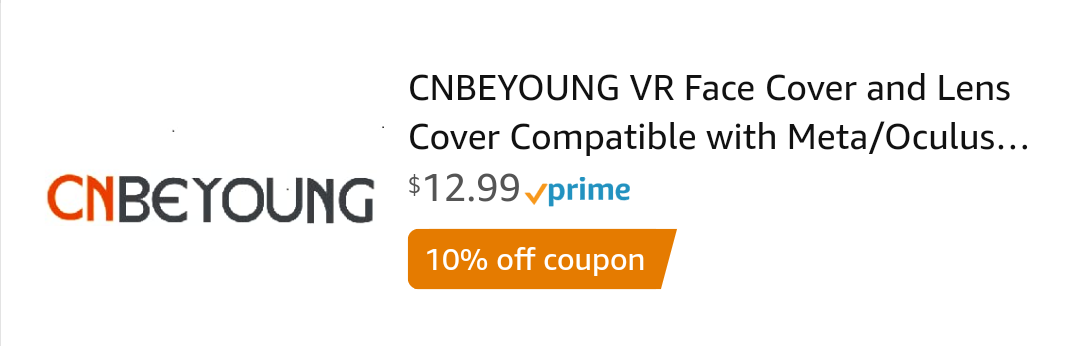 CNBEYOUNG
CNBEYOUNG VR Face Cover and Lens
Cover Compatible with Meta/Oculus...
$12.99 prime
10% off coupon